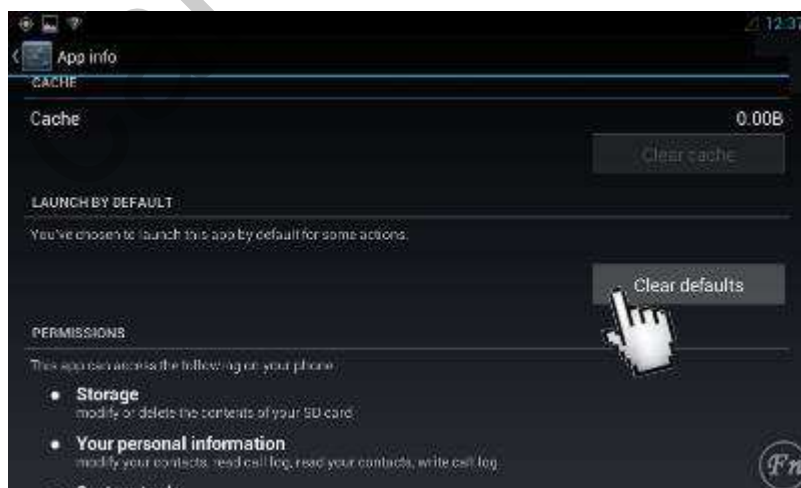 12:37
App info
CACHE
Cache
0.00B
Clear cache
LAUNCH BY DEFAULT
You've chosen to launch this app by default for some actions.
Clear defaults
PERMISSIONS
This app can access the following on your phone
Storage
modify or delete the contents of your SD card
Your personal information
modify your contacts, read call log, read your contacts, write call log